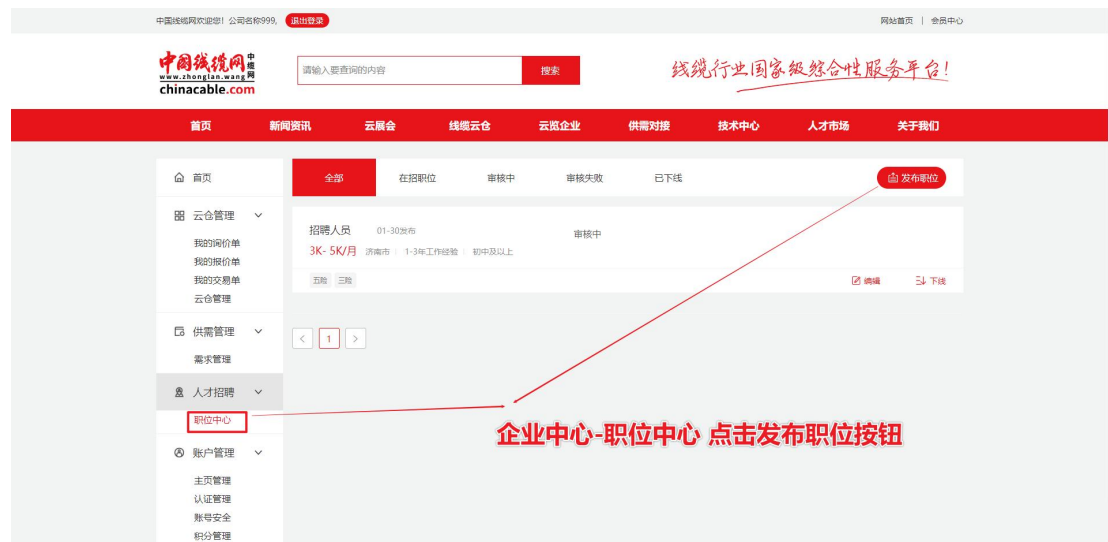 中国线缆网欢迎您！公司名称999, 退出登录
网站首页 | 会员中心
中国线缆网 中缆网
www.zhonglan.wang
chinacable.com
请输入要查询的内容 搜索
线缆行业国家级综合性服务平台！
首页 新闻资讯 云展会 线缆云仓 云览企业 供需对接 技术中心 人才市场 关于我们
首页
云仓管理
我的询价单
我的报价单
我的交易单
云仓管理
供需管理
需求管理
人才招聘
职位中心
账户管理
主页管理
认证管理
账号安全
积分管理
全部 在招职位 审核中 审核失败 已下线 发布职位
招聘人员 01-30发布 审核中
3K- 5K/月 济南市 | 1-3年工作经验 | 初中及以上
五险 三险 编辑 下线
< 1 >
企业中心-职位中心 点击发布职位按钮